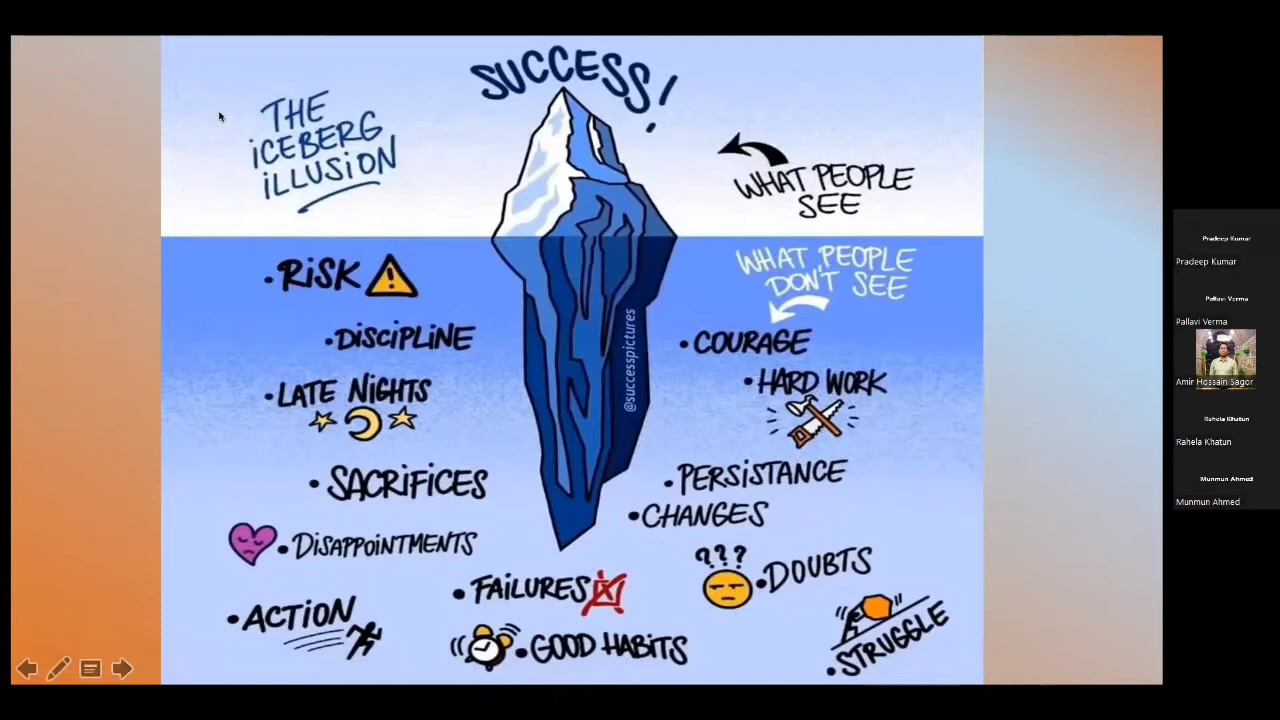 SUCCESS!
THE
ICEBERG
ILLUSION
WHAT PEOPLE
SEE
WHAT PEOPLE
DON'T SEE
• RISK
• DISCIPLINE
• LATE NIGHTS
• SACRIFICES
• DISAPPOINTMENTS
• ACTION
• FAILURES
• GOOD HABITS
@successpictures
• COURAGE
• HARD WORK
• PERSISTANCE
• CHANGES
???
• DOUBTS
• STRUGGLE
Pradeep Kumar
Pradeep Kumar
Pallavi Verma
Pallavi Verma
Amir Hossain Sagor
Rahela Khatun
Rahela Khatun
Munmun Ahmed
Munmun Ahmed